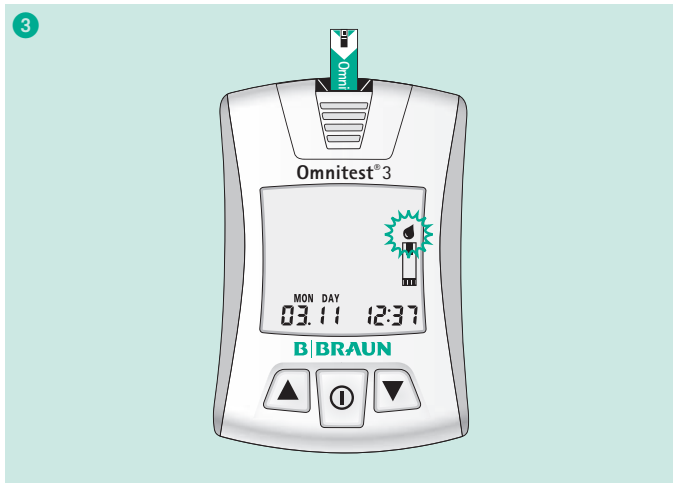 3
Omni
Omnitest® 3
MON DAY
03.11 12:37
B|BRAUN